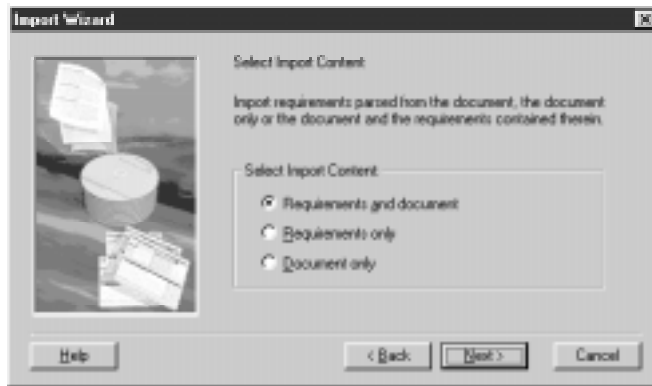 Import Wizard
Select Import Content
Import requirements parsed from the document, the document
only or the document and the requirements contained therein.
Select Import Content
Requirements and document
Requirements only
Document only
Help
< Back
Next >
Cancel